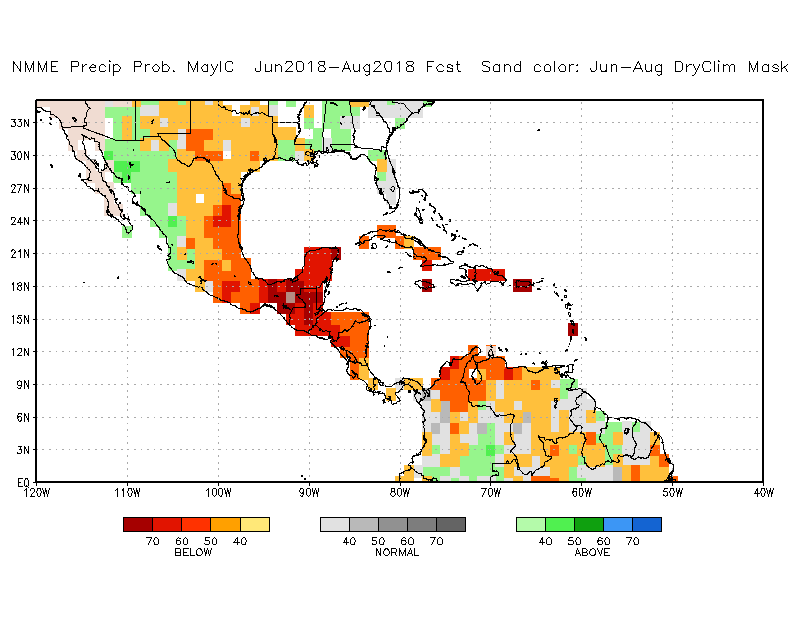 NMME Precip Prob. MayIC  Jun2018-Aug2018 Fcst  Sand color: Jun-Aug DryClim Mask
33N
30N
27N
24N
21N
18N
15N
12N
9N
6N
3N
EQ
120W 110W 100W 90W 80W 70W 60W 50W 40W
70 60 50 40 40 50 60 70 40 50 60 70
BELOW NORMAL ABOVE